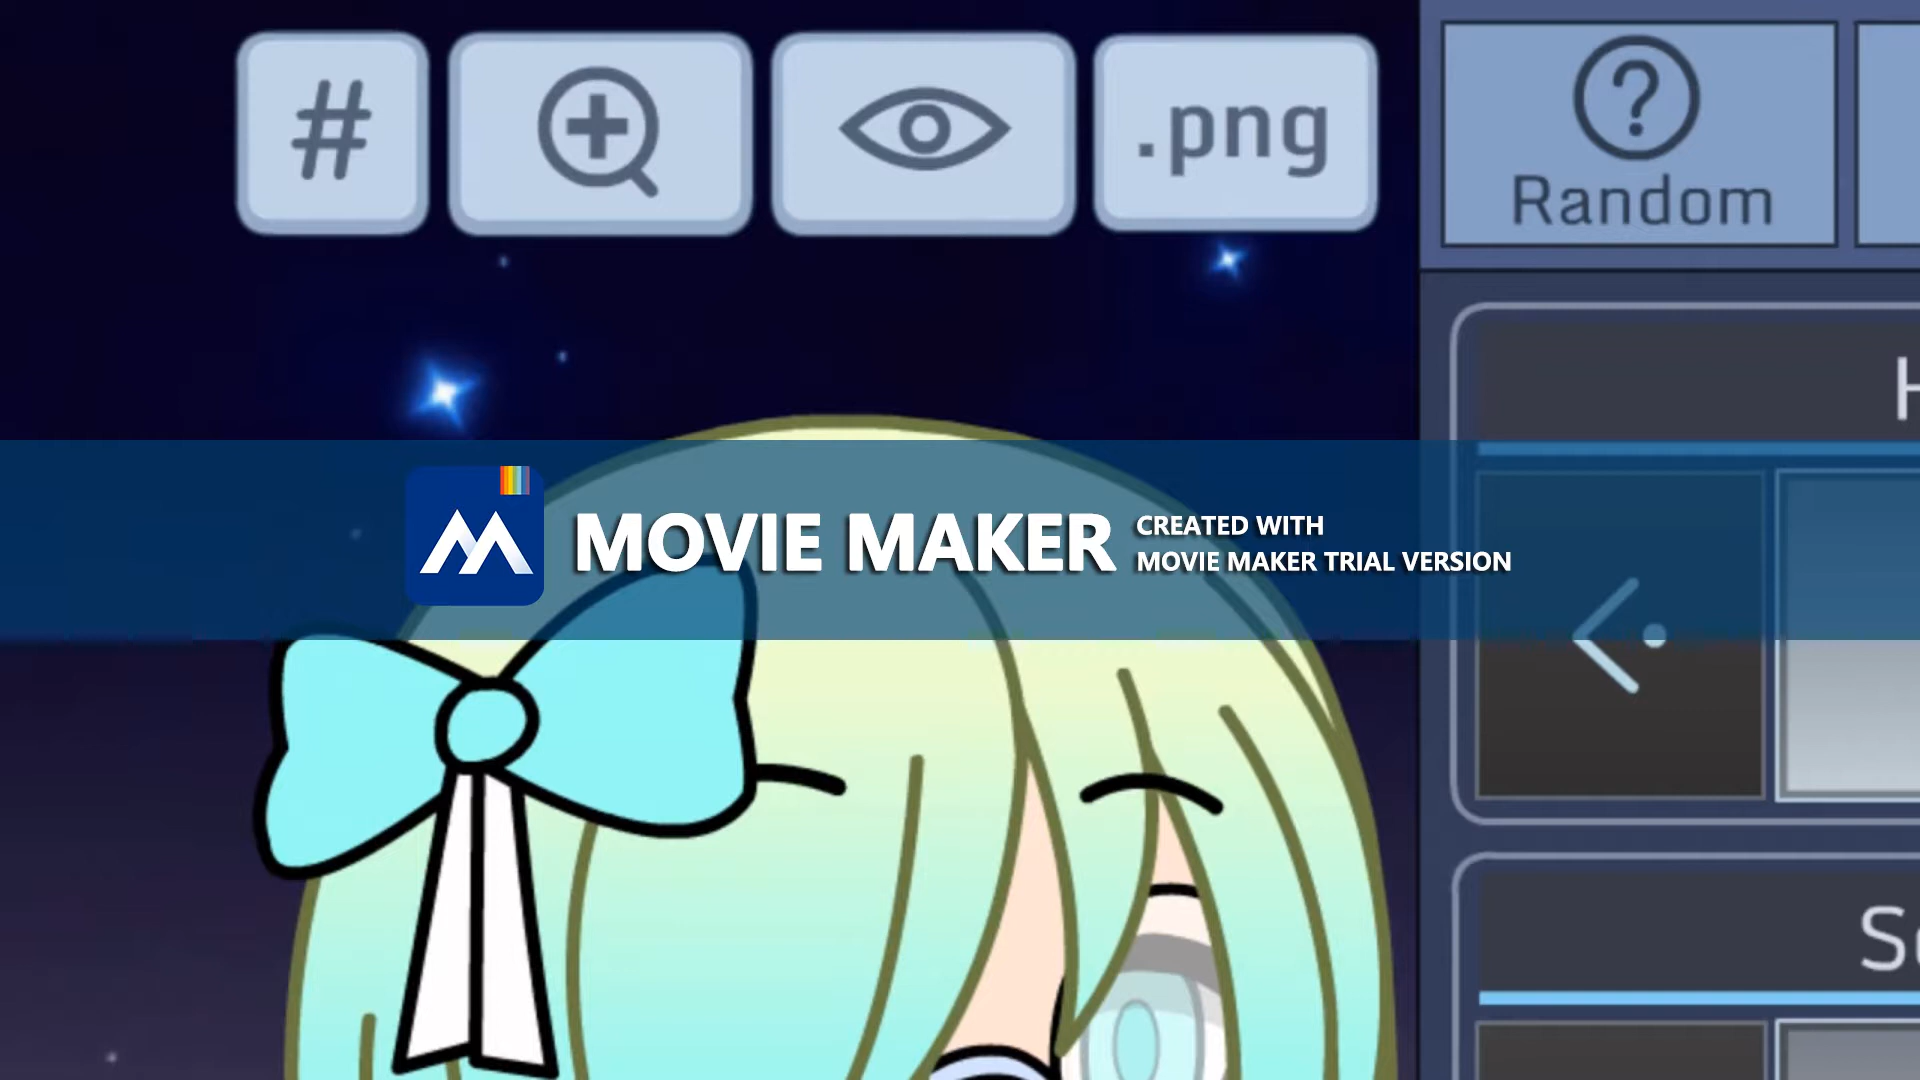 #
.png
Random
MOVIE MAKER
CREATED WITH
MOVIE MAKER TRIAL VERSION